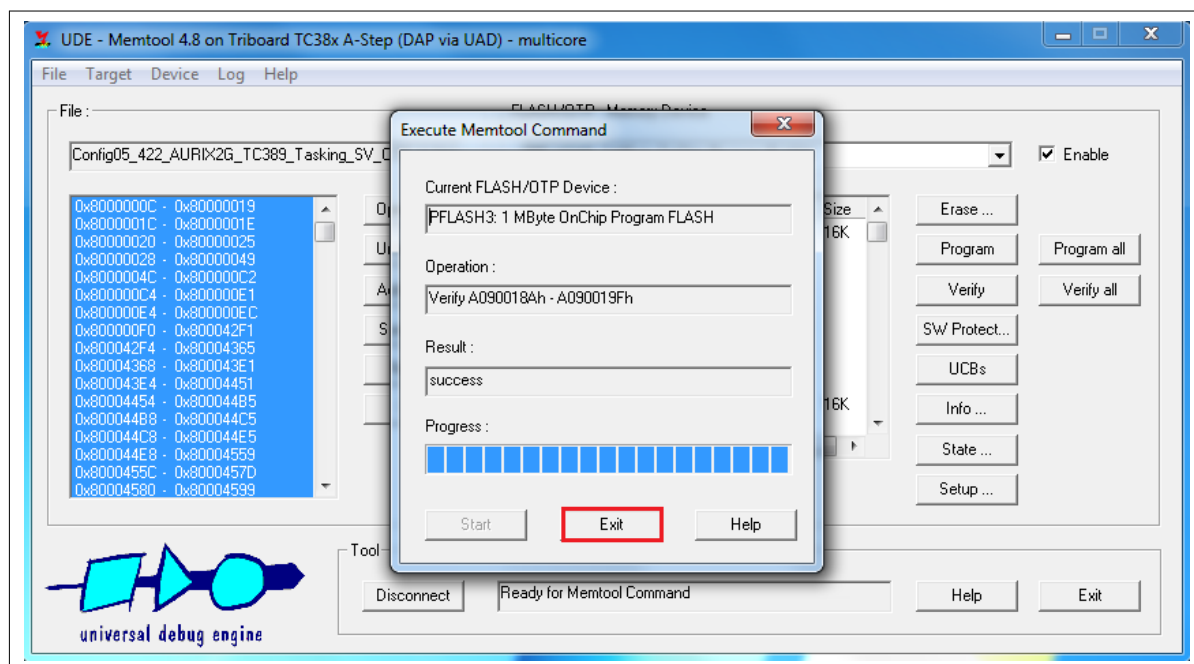 UDE - Memtool 4.8 on Triboard TC38x A-Step (DAP via UAD) - multicore
File Target Device Log Help
File :
FLASH/OTP - Memory Device
Config05_422_AURIX2G_TC389_Tasking_SV_
Enable
0x8000000C - 0x80000019
0x8000001C - 0x8000001E
0x80000020 - 0x80000025
0x80000028 - 0x80000049
0x8000004C - 0x800000C2
0x800000C4 - 0x800000E1
0x800000E4 - 0x800000EC
0x800000F0 - 0x800042F1
0x800042F4 - 0x80004365
0x80004368 - 0x800043E1
0x800043E4 - 0x80004451
0x80004454 - 0x800044B5
0x800044B8 - 0x800044C5
0x800044C8 - 0x800044E5
0x800044E8 - 0x80004559
0x8000455C - 0x8000457D
0x80004580 - 0x80004599
Execute Memtool Command
Current FLASH/OTP Device :
PFLASH3: 1 MByte OnChip Program FLASH
Operation :
Verify A090018Ah - A090019Fh
Result :
success
Progress :
Start Exit Help
Size
16K
16K
Erase ...
Program Program all
Verify Verify all
SW Protect...
UCBs
Info ...
State ...
Setup ...
Tool
Disconnect Ready for Memtool Command Help Exit
universal debug engine